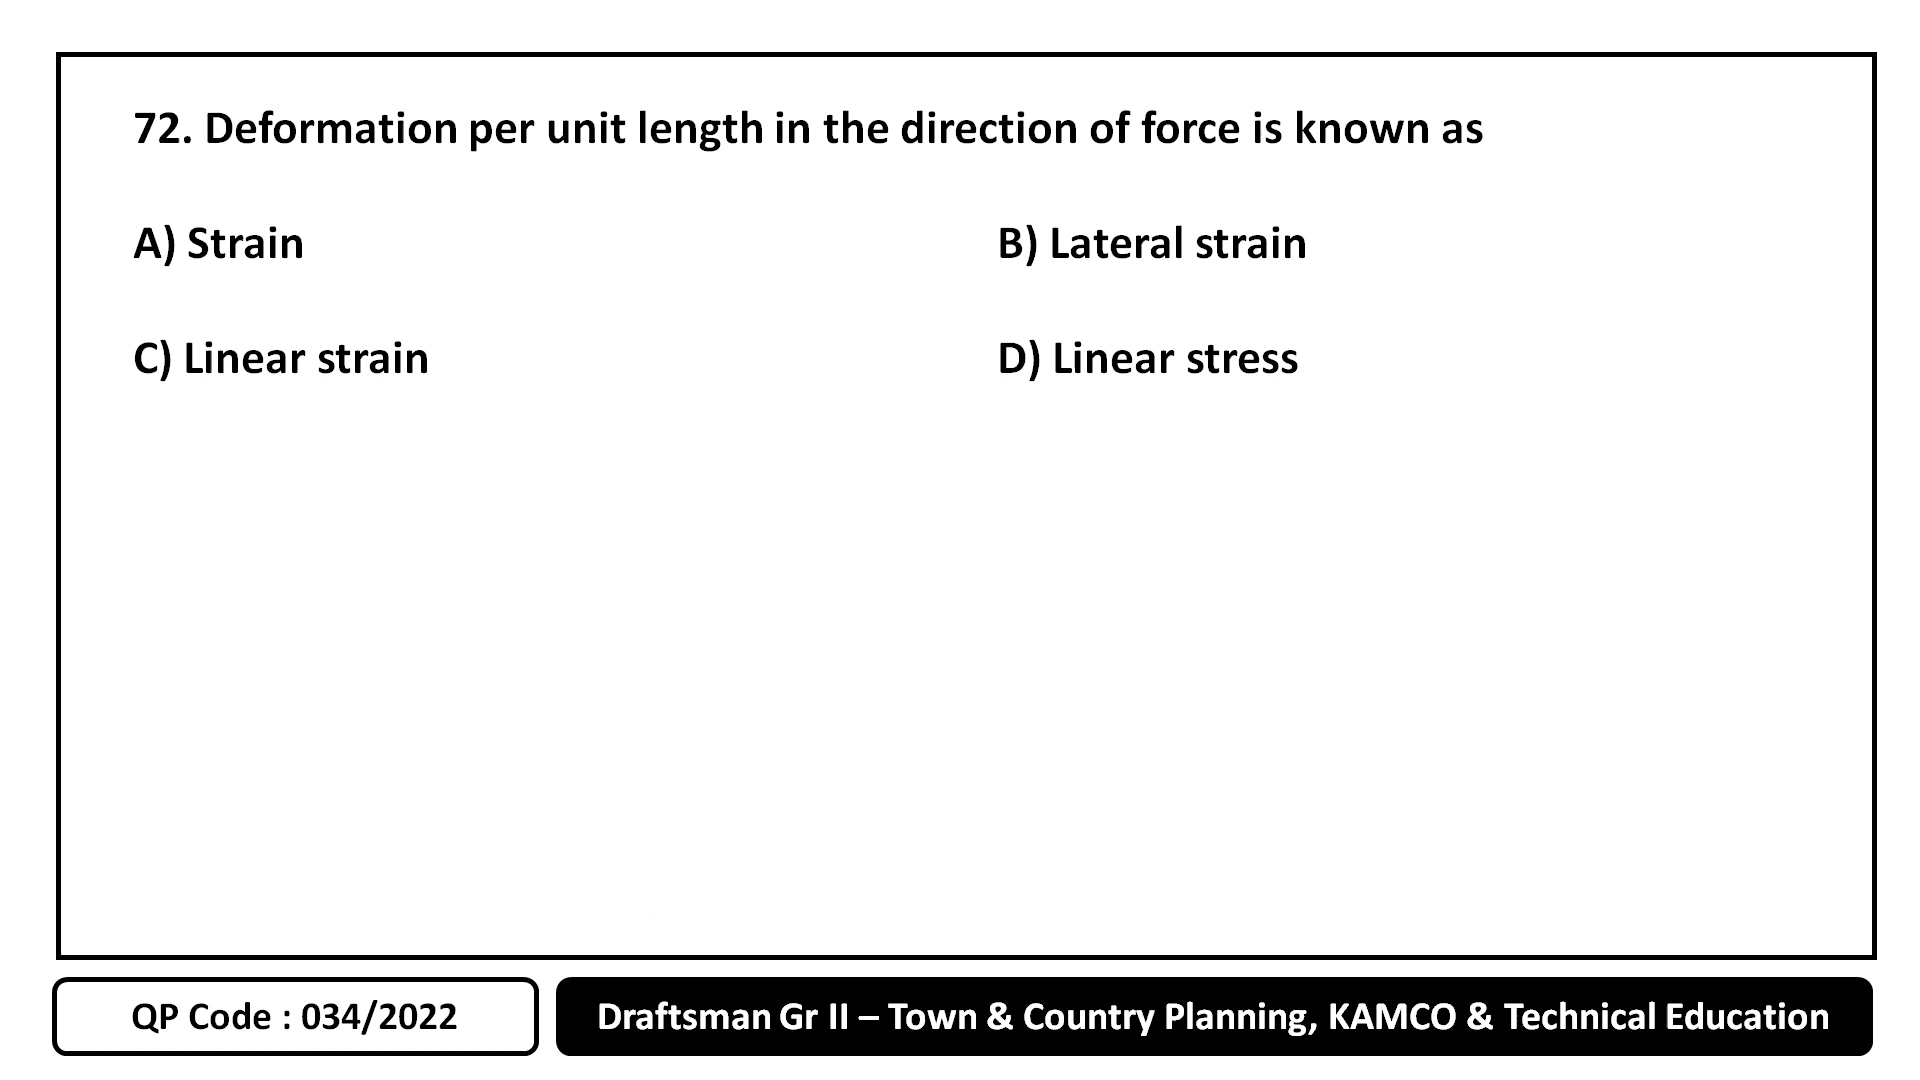 72. Deformation per unit length in the direction of force is known as
A) Strain
B) Lateral strain
C) Linear strain
D) Linear stress
QP Code : 034/2022
Draftsman Gr II – Town & Country Planning, KAMCO & Technical Education